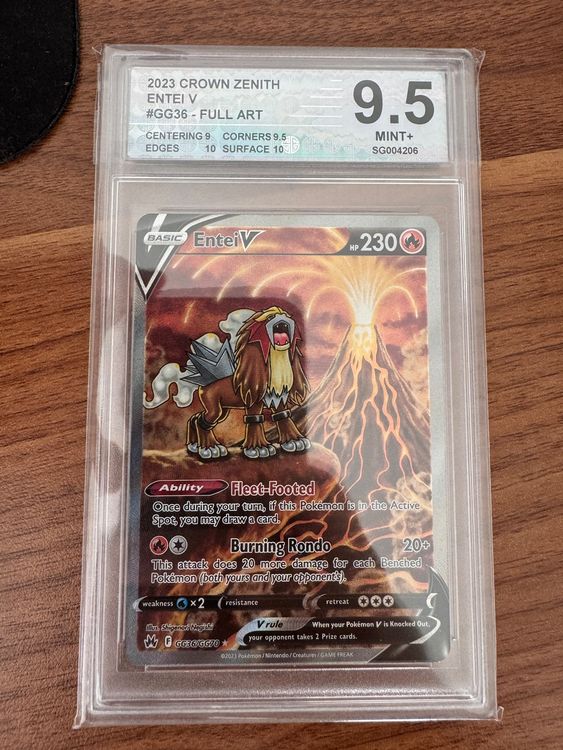 2023 CROWN ZENITH
ENTEI V
#GG36 - FULL ART
CENTERING 9 CORNERS 9.5
EDGES 10 SURFACE 10
9.5
MINT+
SG004206
BASIC Entei V HP 230
Ability Fleet-Footed
Once during your turn, if this Pokémon is in the Active
Spot, you may draw a card.
Burning Rondo 20+
This attack does 20 more damage for each Benched
Pokémon (both yours and your opponent's).
weakness ×2 resistance retreat
Illus. Shigenori Negishi
V rule When your Pokémon V is Knocked Out,
your opponent takes 2 Prize cards.
F GG36/GG70 ★
©2023 Pokémon / Nintendo / Creatures / GAME FREAK